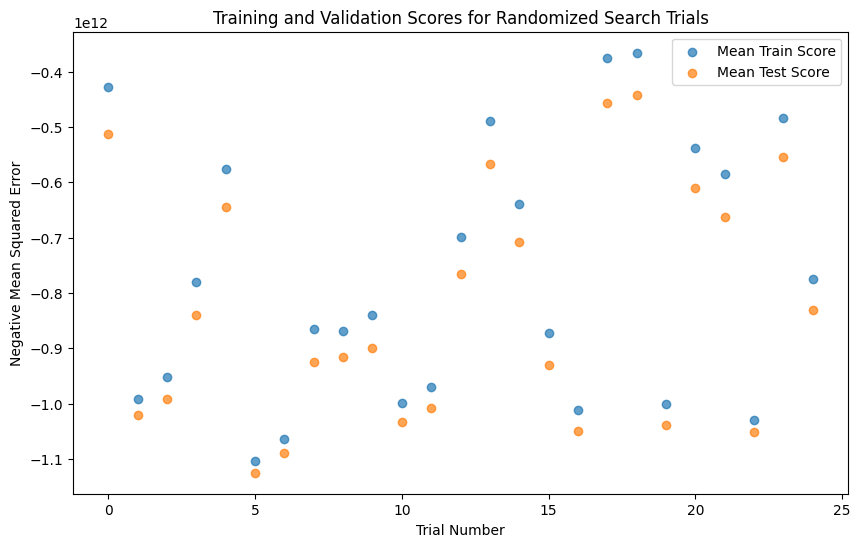 Training and Validation Scores for Randomized Search Trials
1e12
Mean Train Score
Mean Test Score
−0.4
−0.5
−0.6
−0.7
−0.8
−0.9
−1.0
−1.1
Negative Mean Squared Error
0 5 10 15 20 25
Trial Number